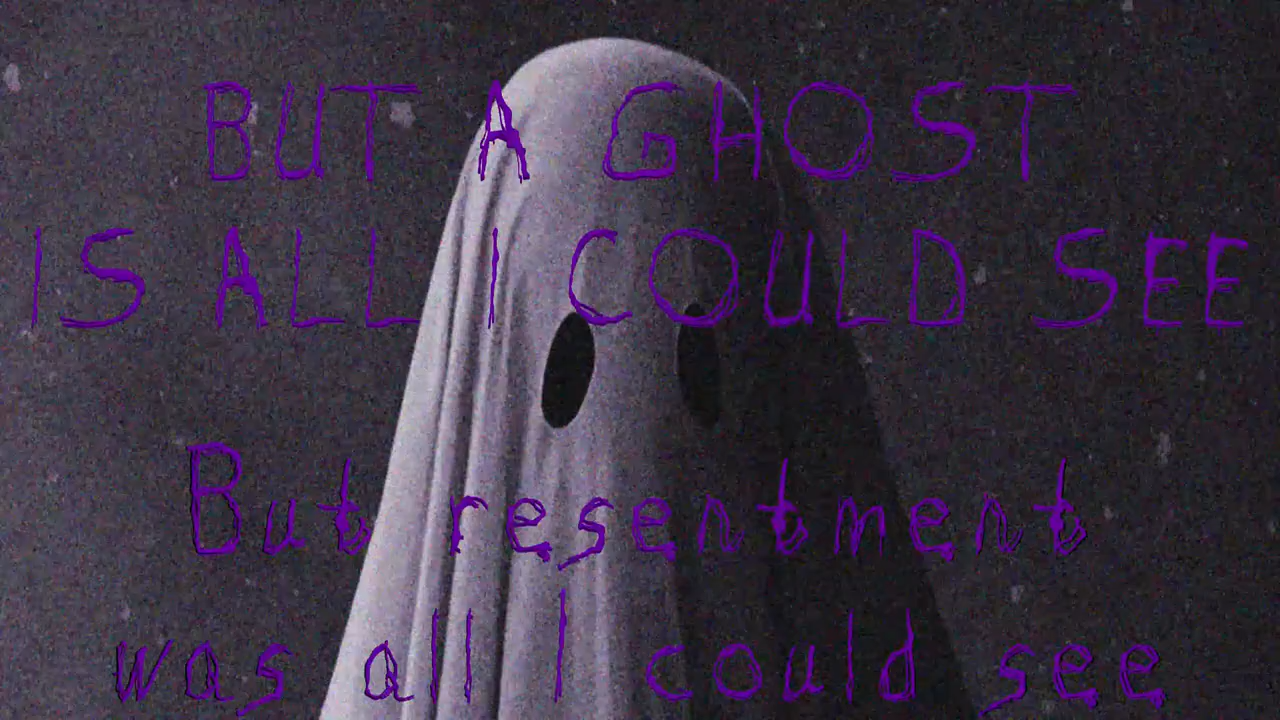 BUT A GHOST
IS ALL I COULD SEE
But resentment
was all I could see